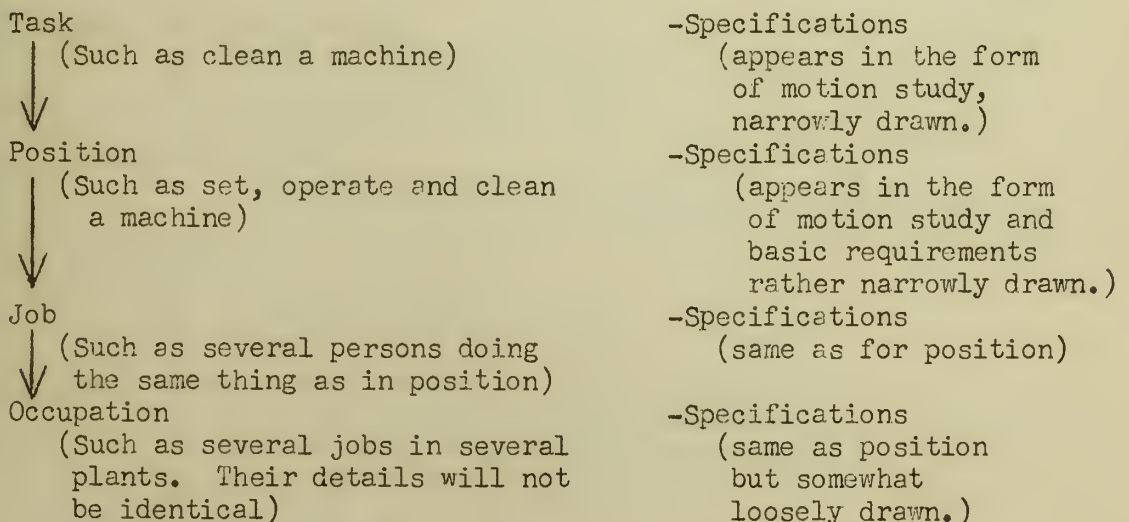 Task
(Such as clean a machine)
-Specifications
(appears in the form
of motion study,
narrowly drawn.)
Position
(Such as set, operate and clean
a machine)
-Specifications
(appears in the form
of motion study and
basic requirements
rather narrowly drawn.)
Job
(Such as several persons doing
the same thing as in position)
-Specifications
(same as for position)
Occupation
(Such as several jobs in several
plants. Their details will not
be identical)
-Specifications
(same as position
but somewhat
loosely drawn.)